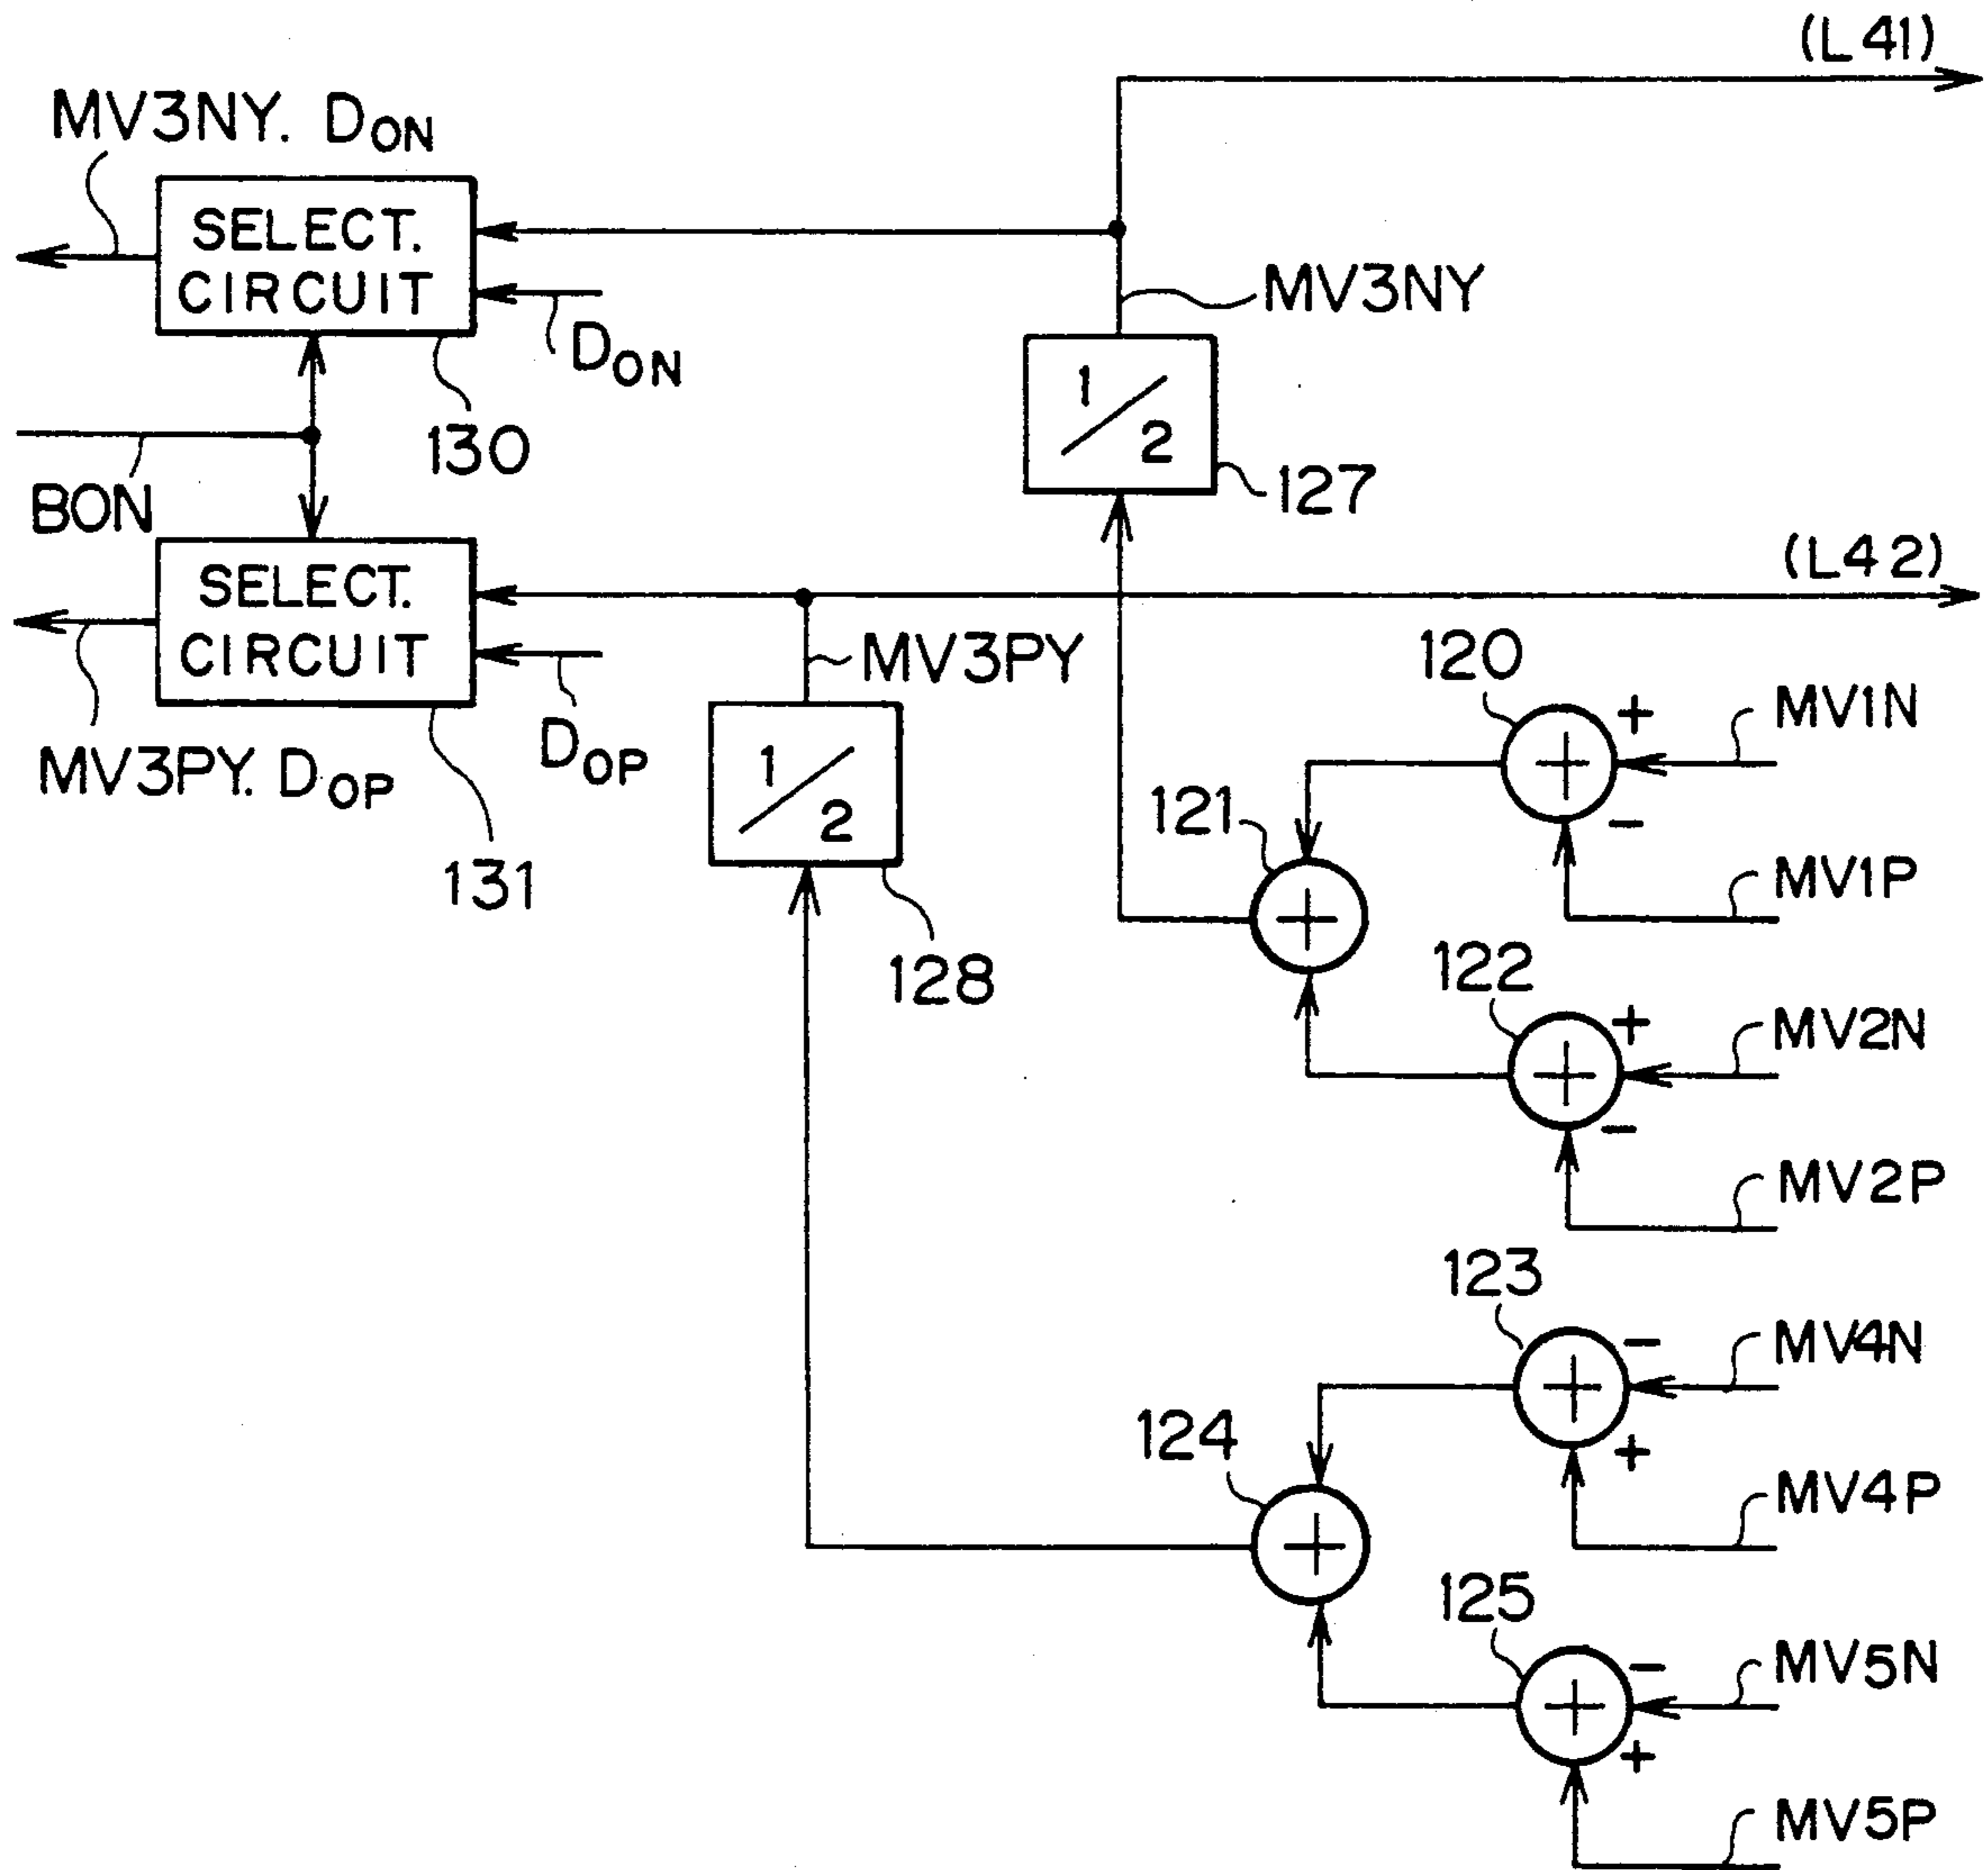 (L41)
MV3NY. DON
SELECT.
CIRCUIT
DON
MV3NY
1/2
130
127
BON
(L42)
SELECT.
CIRCUIT
MV3PY
DOP
MV3PY. DOP
131
1/2
128
120
+
MV1N
+
−
MV1P
121
+
122
+
MV2N
+
−
MV2P
123
−
MV4N
+
+
MV4P
124
+
125
−
MV5N
+
+
MV5P